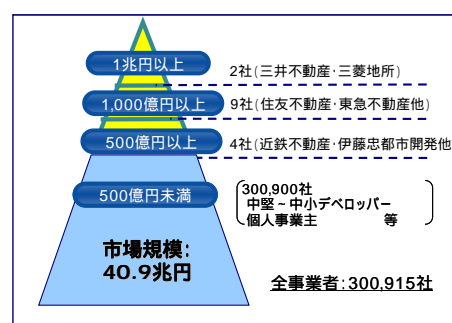 1兆円以上
2社(三井不動産・三菱地所)
1,000億円以上
9社(住友不動産・東急不動産他)
500億円以上
4社(近鉄不動産・伊藤忠都市開発他
500億円未満
300,900社
中堅~中小デベロッパー
個人事業主 等
市場規模:
40.9兆円
全事業者:300,915社